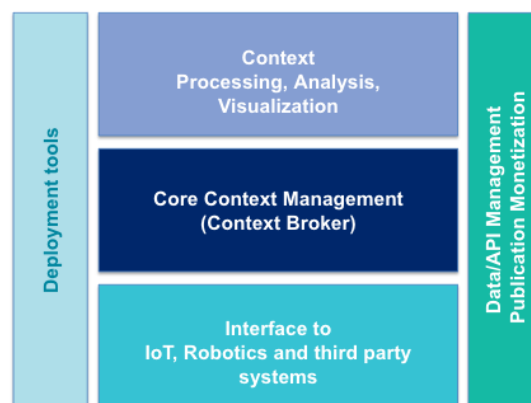 Deployment tools
Context
Processing, Analysis,
Visualization
Core Context Management
(Context Broker)
Interface to
IoT, Robotics and third party
systems
Data/API Management
Publication Monetization